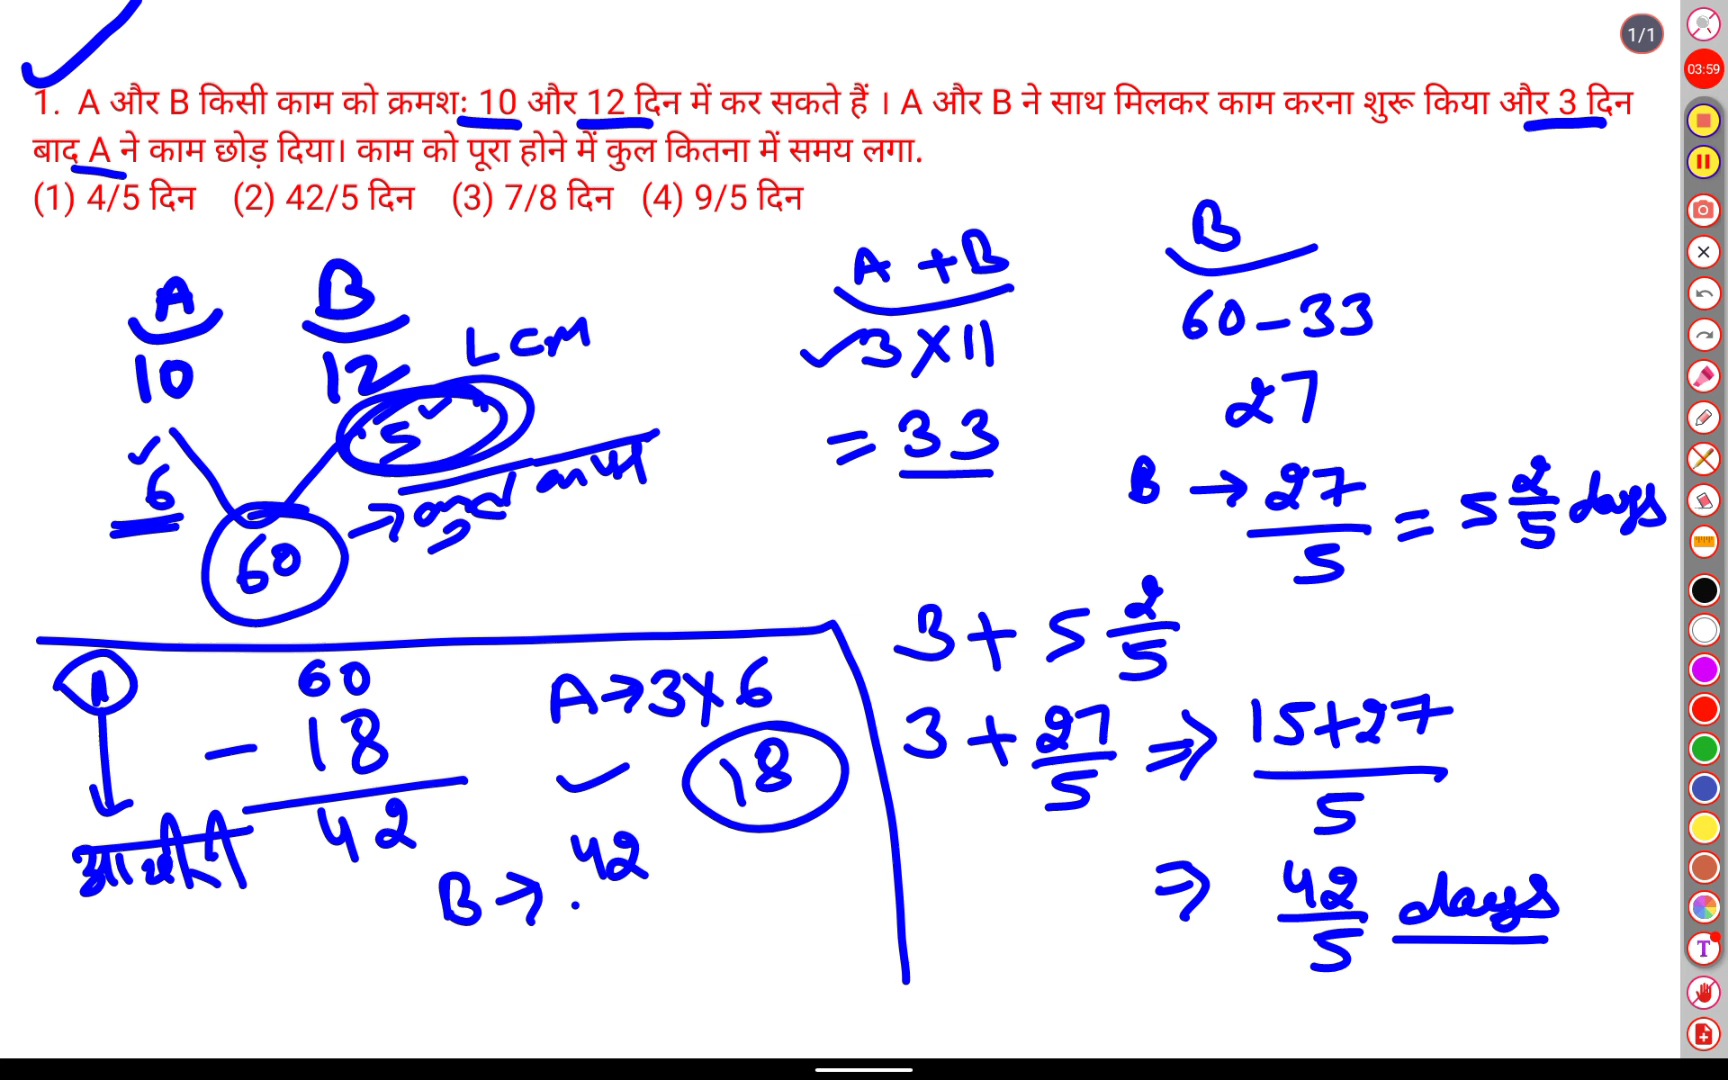 1/1
03:59
1. A और B किसी काम को क्रमश: 10 और 12 दिन में कर सकते हैं । A और B ने साथ मिलकर काम करना शुरू किया और 3 दिन
बाद A ने काम छोड़ दिया। काम को पूरा होने में कुल कितना में समय लगा.
(1) 4/5 दिन (2) 42/5 दिन (3) 7/8 दिन (4) 9/5 दिन
A B
10 12
LCM
6 5
60 → कुल कार्य
A + B
3 × 11
= 33
B
60 - 33
27
B → 27/5 = 5 2/5 days
3 + 5 2/5
3 + 27/5 ⇒ 15+27/5
⇒ 42/5 days
A
60
- 18
42
A → 3 × 6
18
B → 42
T